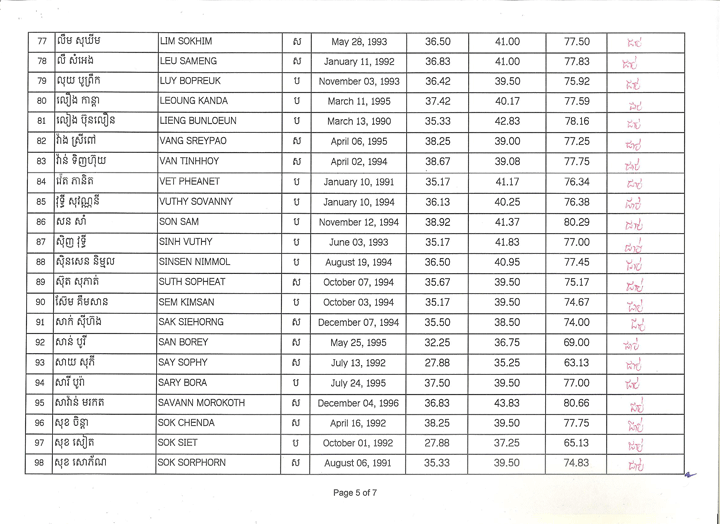 77 លឹម សុឃីម LIM SOKHIM ស May 28, 1993 36.50 41.00 77.50 ជាប់
78 លី សំអេង LEU SAMENG ស January 11, 1992 36.83 41.00 77.83 ជាប់
79 លុយ បូព្រឹក LUY BOPREUK ប November 03, 1993 36.42 39.50 75.92 ជាប់
80 លឿង កាន្តា LEOUNG KANDA ប March 11, 1995 37.42 40.17 77.59 ជាប់
81 លៀង ប៊ុនលឿន LIENG BUNLOEUN ប March 13, 1990 35.33 42.83 78.16 ជាប់
82 វ៉ាង ស្រីពៅ VANG SREYPAO ស April 06, 1995 38.25 39.00 77.25 ជាប់
83 វ៉ាន់ ទិញហ៊ុយ VAN TINHHOY ស April 02, 1994 38.67 39.08 77.75 ជាប់
84 វ៉ែត ភានិត VET PHEANET ប January 10, 1991 35.17 41.17 76.34 ជាប់
85 វុទ្ធី សុវណ្ណនី VUTHY SOVANNY ប January 10, 1994 36.13 40.25 76.38 ជាប់
86 សន សំ SON SAM ប November 12, 1994 38.92 41.37 80.29 ជាប់
87 ស៊ិញ វុទ្ធី SINH VUTHY ប June 03, 1993 35.17 41.83 77.00 ជាប់
88 ស៊ិនសេន និម្មល SINSEN NIMMOL ប August 19, 1994 36.50 40.95 77.45 ជាប់
89 ស៊ុត សុភាត់ SUTH SOPHEAT ស October 07, 1994 35.67 39.50 75.17 ជាប់
90 ស៊ែម គឹមសាន SEM KIMSAN ប October 03, 1994 35.17 39.50 74.67 ជាប់
91 សាក់ ស៊ីហ៊ង SAK SIEHORNG ស December 07, 1994 35.50 38.50 74.00 ជាប់
92 សាន់ បូរី SAN BOREY ស May 25, 1995 32.25 36.75 69.00 ជាប់
93 សាយ សុភី SAY SOPHY ស July 13, 1992 27.88 35.25 63.13 ជាប់
94 សារី បូរ៉ា SARY BORA ប July 24, 1995 37.50 39.50 77.00 ជាប់
95 សាវ៉ាន់ មរកត SAVANN MOROKOTH ស December 04, 1996 36.83 43.83 80.66 ជាប់
96 សុខ ចិន្តា SOK CHENDA ស April 16, 1992 38.25 39.50 77.75 ជាប់
97 សុខ សៀត SOK SIET ប October 01, 1992 27.88 37.25 65.13 ជាប់
98 សុខ សោភ័ណ SOK SORPHORN ស August 06, 1991 35.33 39.50 74.83 ជាប់
Page 5 of 7